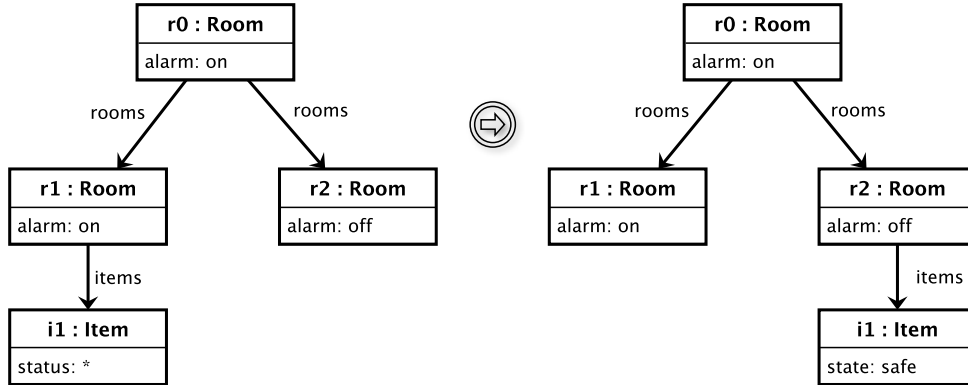 r0 : Room
alarm: on
rooms
rooms
r1 : Room
alarm: on
r2 : Room
alarm: off
items
i1 : Item
status: *
r0 : Room
alarm: on
rooms
rooms
r1 : Room
alarm: on
r2 : Room
alarm: off
items
i1 : Item
state: safe